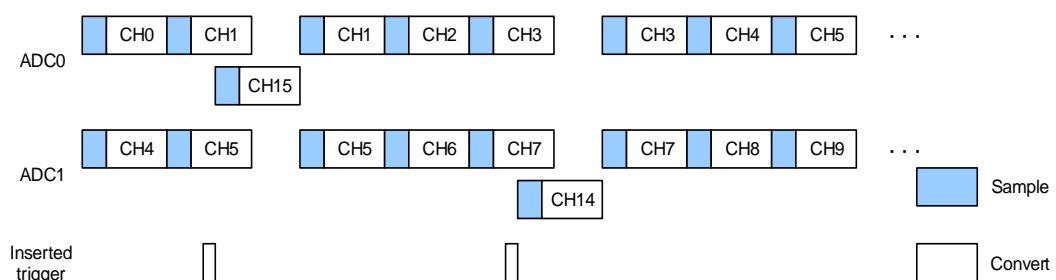 CH0 CH1 CH1 CH2 CH3 CH3 CH4 CH5 . . .
ADC0
CH15
CH4 CH5 CH5 CH6 CH7 CH7 CH8 CH9 . . .
ADC1
CH14
Sample
Inserted
trigger
Convert